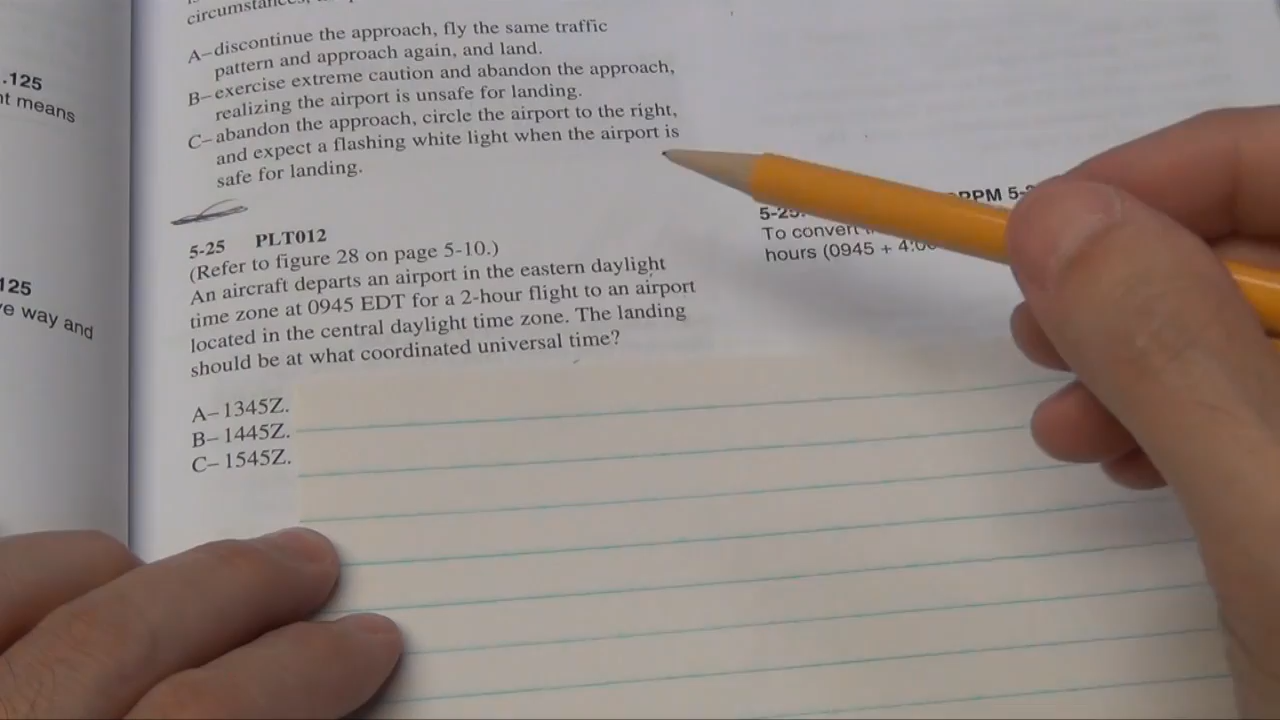 circumstances,
A–discontinue the approach, fly the same traffic
pattern and approach again, and land.
B–exercise extreme caution and abandon the approach,
realizing the airport is unsafe for landing.
C–abandon the approach, circle the airport to the right,
and expect a flashing white light when the airport is
safe for landing.
5-25 PLT012
(Refer to figure 28 on page 5-10.)
An aircraft departs an airport in the eastern daylight
time zone at 0945 EDT for a 2-hour flight to an airport
located in the central daylight time zone. The landing
should be at what coordinated universal time?
A– 1345Z.
B– 1445Z.
C– 1545Z.
.125
means
125
way and
To convert
hours (0945 +